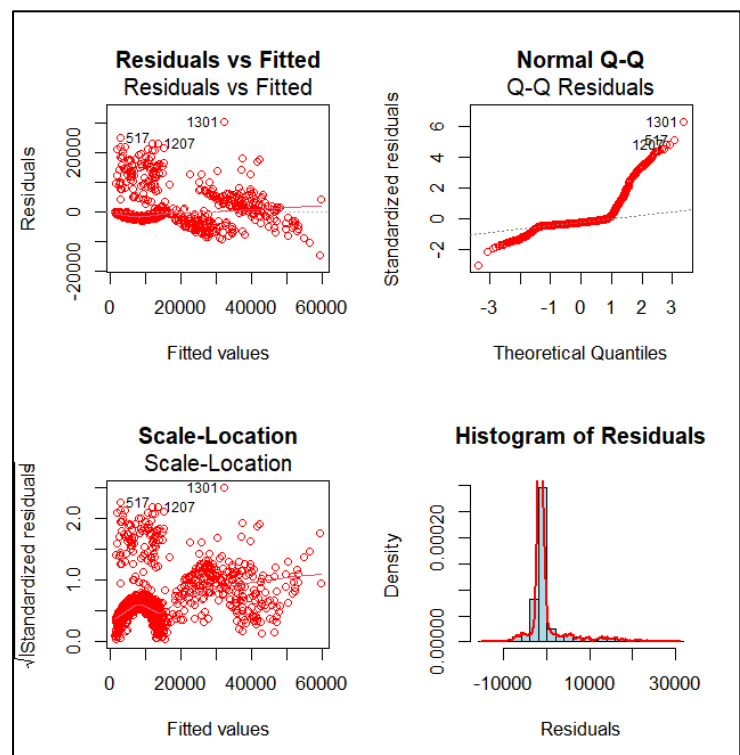 Residuals vs Fitted
Residuals vs Fitted
Residuals
20000
0
-20000
1301
517
1207
0 20000 40000 60000
Fitted values
Normal Q-Q
Q-Q Residuals
Standardized residuals
6
4
2
0
-2
1301
517
1207
-3 -1 0 1 2 3
Theoretical Quantiles
Scale-Location
Scale-Location
√|Standardized residuals
2.0
1.0
0.0
1301
517
1207
0 20000 40000 60000
Fitted values
Histogram of Residuals
Density
0.00020
0.00000
-10000 10000 30000
Residuals